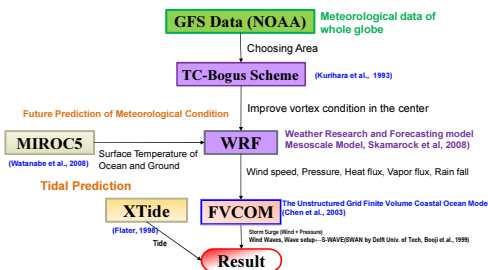 GFS Data (NOAA)
Meteorological data of
whole globe
Choosing Area
TC-Bogus Scheme
(Kurihara et al., 1993)
Future Prediction of Meteorological Condition
Improve vortex condition in the center
MIROC5
(Watanabe et al., 2008)
Surface Temperature of
Ocean and Ground
WRF
Weather Research and Forecasting model
Mesoscale Model, Skamarock et al, 2008)
Wind speed, Pressure, Heat flux, Vapor flux, Rain fall
Tidal Prediction
XTide
(Flater, 1998)
FVCOM
The Unstructured Grid Finite Volume Coastal Ocean Mode
(Chen et al., 2003)
Tide
Storm Surge (Wind + Pressure)
Wind Waves, Wave setup←S-WAVE(SWAN by Delft Univ. of Tech, Booji et al., 1999)
Result